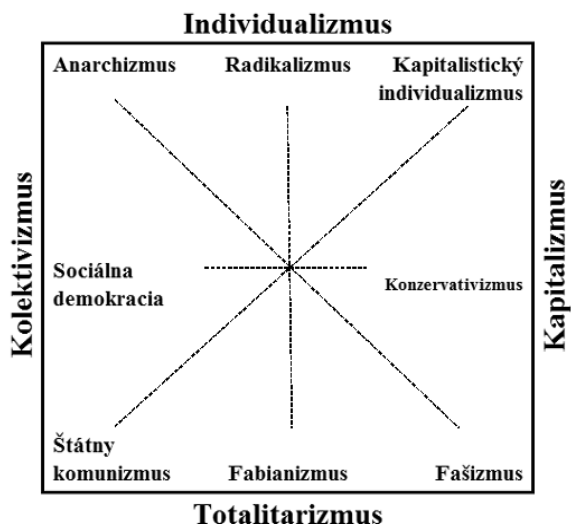 Individualizmus
Anarchizmus
Radikalizmus
Kapitalistický
individualizmus
Kolektivizmus
Kapitalizmus
Sociálna
demokracia
Konzervativizmus
Štátny
komunizmus
Fabianizmus
Fašizmus
Totalitarizmus